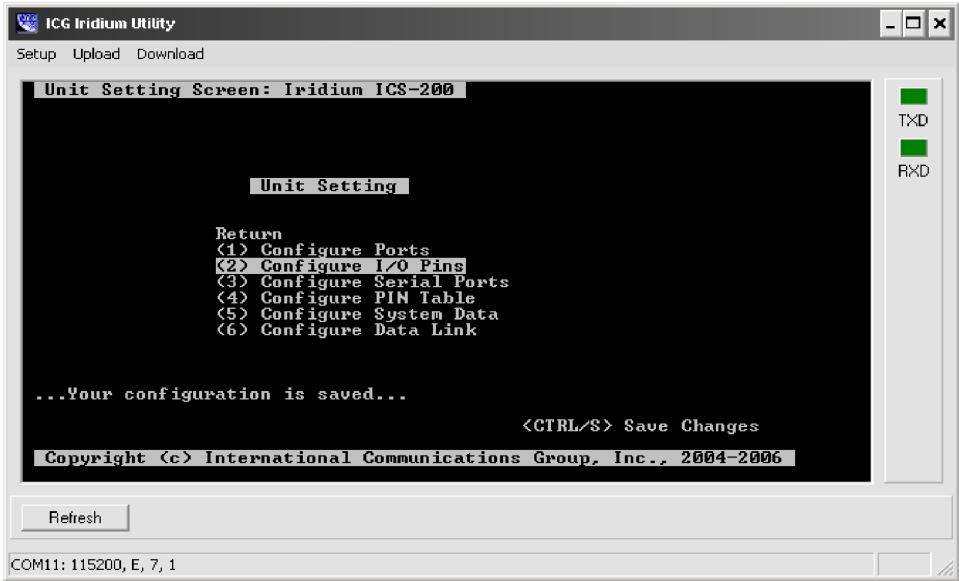 ICG Iridium Utility
Setup Upload Download
Unit Setting Screen: Iridium ICS-200
TXD
RXD
Unit Setting
Return
(1) Configure Ports
(2) Configure I/O Pins
(3) Configure Serial Ports
(4) Configure PIN Table
(5) Configure System Data
(6) Configure Data Link
...Your configuration is saved...
<CTRL/S> Save Changes
Copyright (c) International Communications Group, Inc., 2004-2006
Refresh
COM11: 115200, E, 7, 1